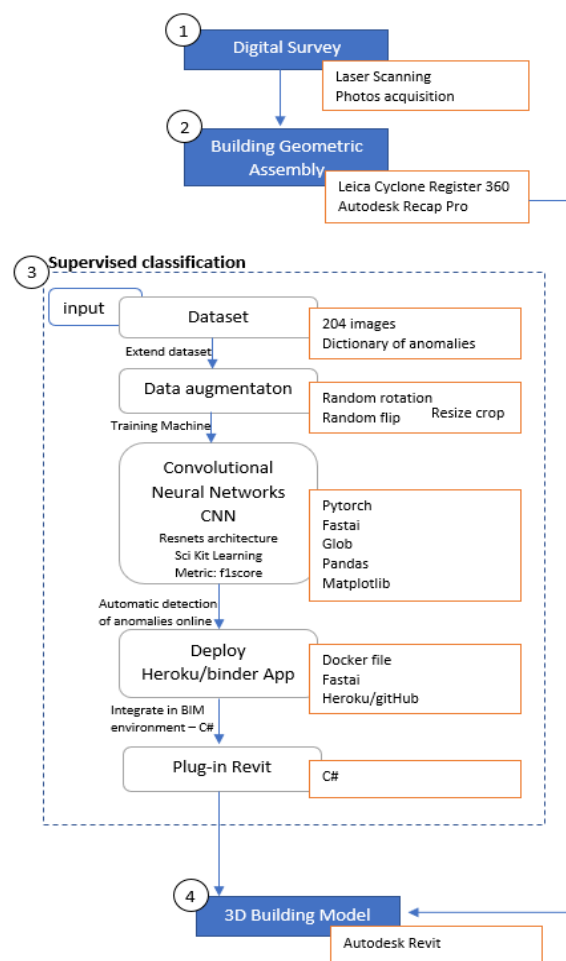 1
Digital Survey
Laser Scanning
Photos acquisition
2
Building Geometric
Assembly
Leica Cyclone Register 360
Autodesk Recap Pro
3
Supervised classification
input
Dataset
204 images
Dictionary of anomalies
Extend dataset
Data augmentaton
Random rotation
Random flip Resize crop
Training Machine
Convolutional
Neural Networks
CNN
Resnets architecture
Sci Kit Learning
Metric: f1score
Pytorch
Fastai
Glob
Pandas
Matplotlib
Automatic detection
of anomalies online
Deploy
Heroku/binder App
Docker file
Fastai
Heroku/gitHub
Integrate in BIM
environment – C#
Plug-in Revit
C#
4
3D Building Model
Autodesk Revit